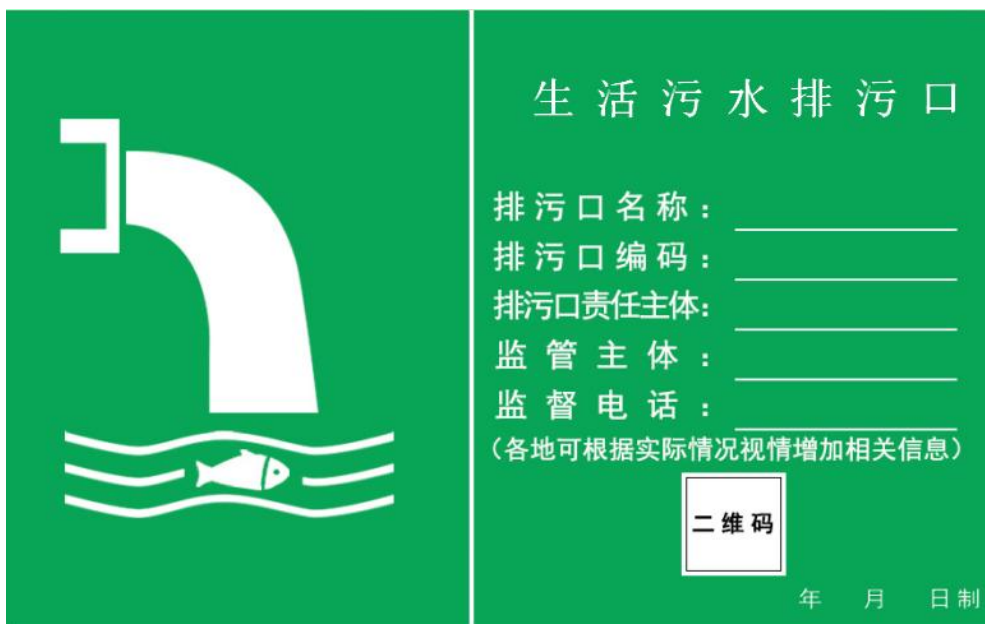 生活污水排污口
排污口名称：
排污口编码：
排污口责任主体：
监管主体：
监督电话：
（各地可根据实际情况视情增加相关信息）
二维码
年 月 日制